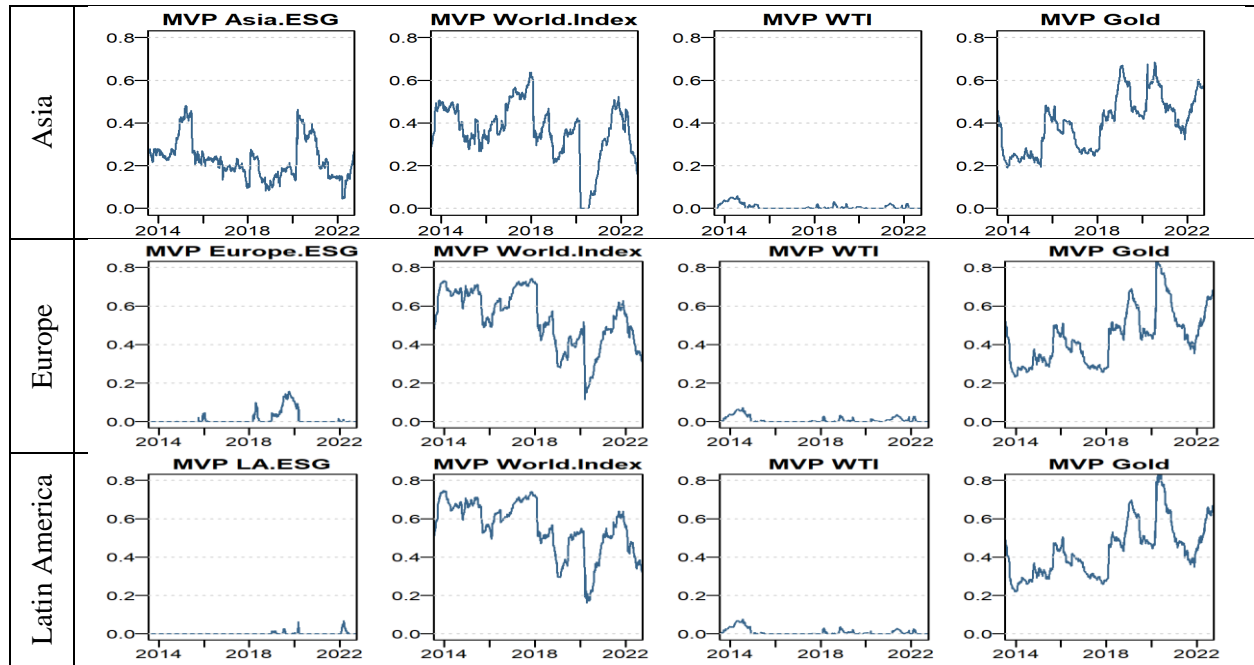 Asia
MVP Asia.ESG MVP World.Index MVP WTI MVP Gold
0.8 0.8 0.8 0.8
0.6 0.6 0.6 0.6
0.4 0.4 0.4 0.4
0.2 0.2 0.2 0.2
0.0 0.0 0.0 0.0
2014 2018 2022 2014 2018 2022 2014 2018 2022 2014 2018 2022
Europe
MVP Europe.ESG MVP World.Index MVP WTI MVP Gold
0.8 0.8 0.8 0.8
0.6 0.6 0.6 0.6
0.4 0.4 0.4 0.4
0.2 0.2 0.2 0.2
0.0 0.0 0.0 0.0
2014 2018 2022 2014 2018 2022 2014 2018 2022 2014 2018 2022
Latin America
MVP LA.ESG MVP World.Index MVP WTI MVP Gold
0.8 0.8 0.8 0.8
0.6 0.6 0.6 0.6
0.4 0.4 0.4 0.4
0.2 0.2 0.2 0.2
0.0 0.0 0.0 0.0
2014 2018 2022 2014 2018 2022 2014 2018 2022 2014 2018 2022